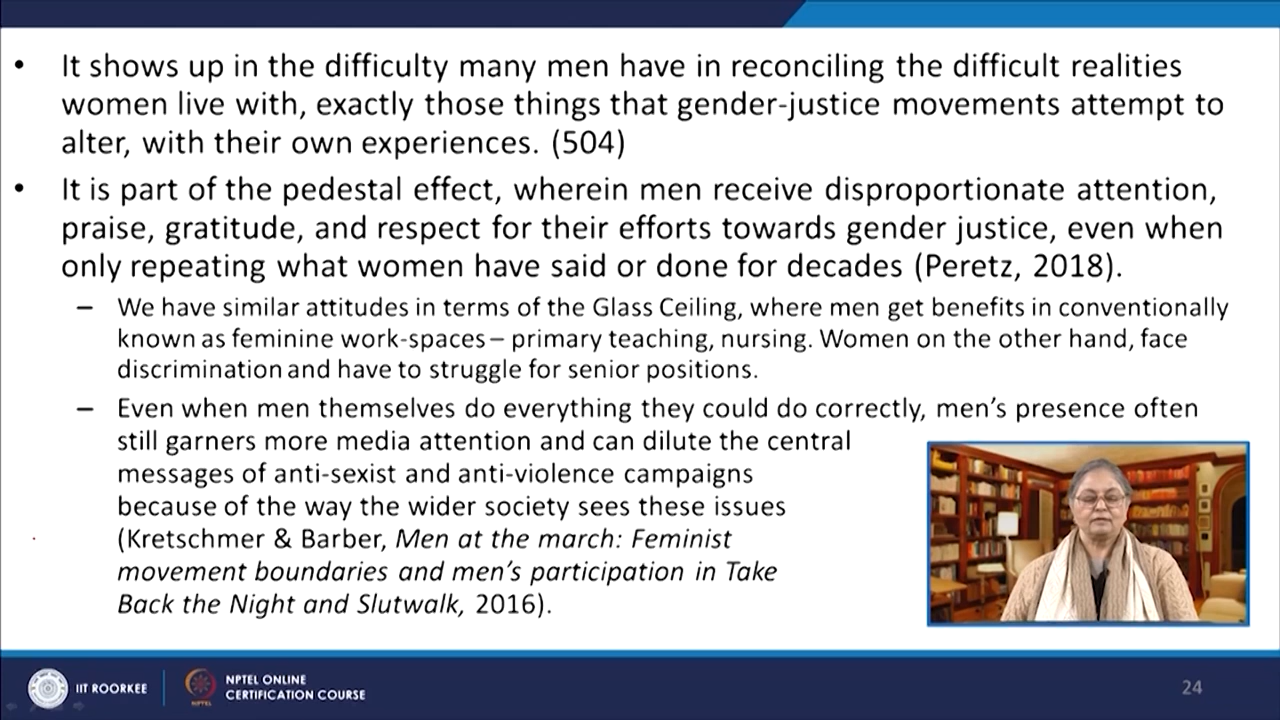 • It shows up in the difficulty many men have in reconciling the difficult realities
women live with, exactly those things that gender-justice movements attempt to
alter, with their own experiences. (504)
• It is part of the pedestal effect, wherein men receive disproportionate attention,
praise, gratitude, and respect for their efforts towards gender justice, even when
only repeating what women have said or done for decades (Peretz, 2018).
– We have similar attitudes in terms of the Glass Ceiling, where men get benefits in conventionally
known as feminine work-spaces – primary teaching, nursing. Women on the other hand, face
discrimination and have to struggle for senior positions.
– Even when men themselves do everything they could do correctly, men's presence often
still garners more media attention and can dilute the central
messages of anti-sexist and anti-violence campaigns
because of the way the wider society sees these issues
(Kretschmer & Barber, Men at the march: Feminist
movement boundaries and men's participation in Take
Back the Night and Slutwalk, 2016).
IIT ROORKEE
NPTEL
NPTEL ONLINE
CERTIFICATION COURSE
24